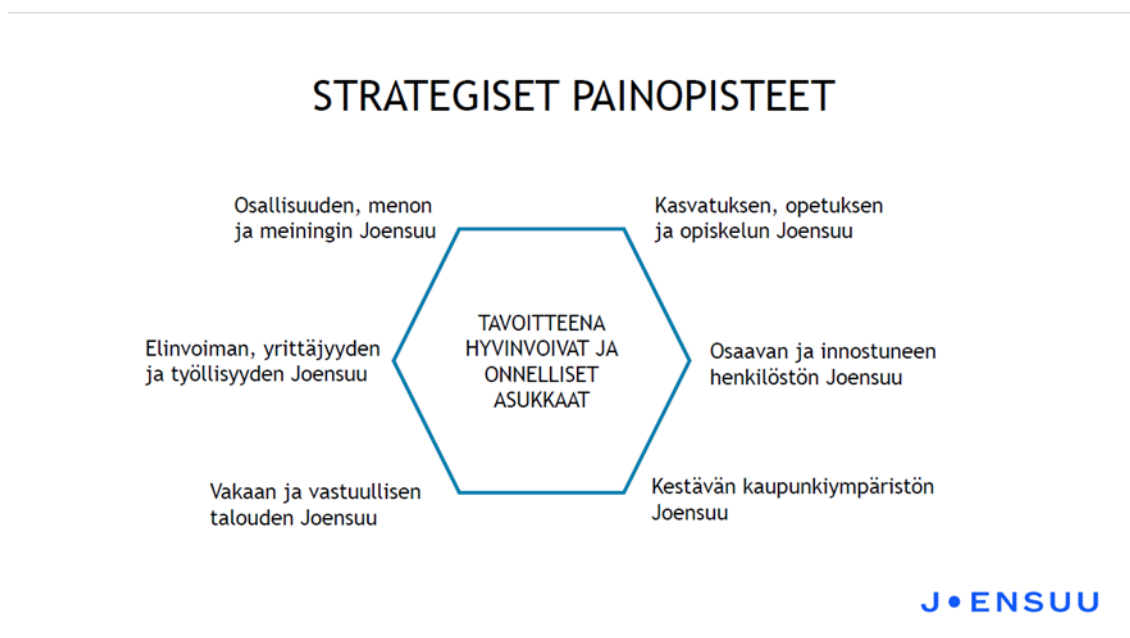 STRATEGISET PAINOPISTEET
Osallisuuden, menon
ja meiningin Joensuu
Kasvatuksen, opetuksen
ja opiskelun Joensuu
Elinvoiman, yrittäjyyden
ja työllisyyden Joensuu
TAVOITTEENA
HYVINVOIVAT JA
ONNELLISET
ASUKKAAT
Osaavan ja innostuneen
henkilöstön Joensuu
Vakaan ja vastuullisen
talouden Joensuu
Kestävän kaupunkiympäristön
Joensuu
J●ENSUU